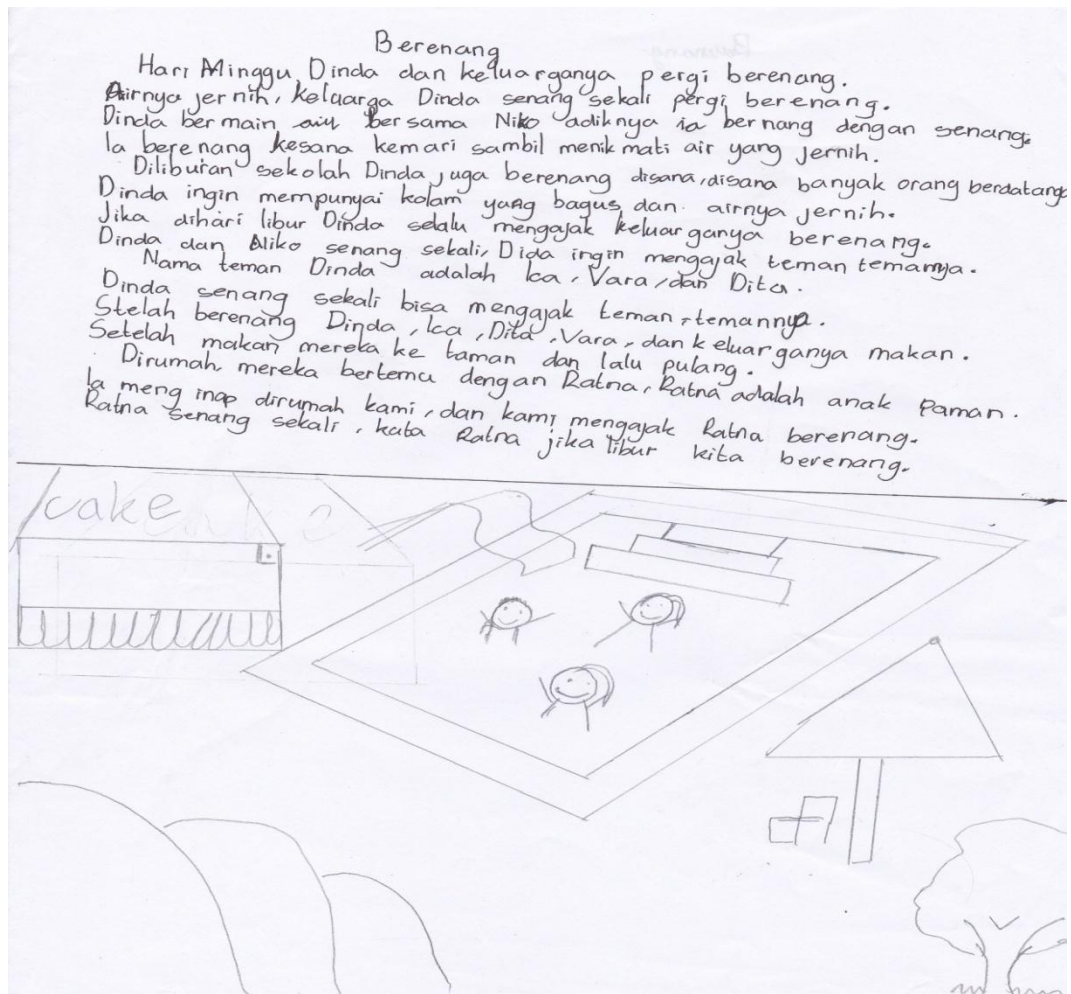 Berenang
Hari Minggu Dinda dan keluarganya pergi berenang.
Airnya jernih, keluarga Dinda senang sekali pergi berenang.
Dinda bermain air bersama Niko adiknya ia bernang dengan senang.
Ia berenang kesana kemari sambil menikmati air yang jernih.
Diliburan sekolah Dinda juga berenang disana, disana banyak orang berdatang
Dinda ingin mempunyai kolam yang bagus dan airnya jernih.
Jika dihari libur Dinda selalu mengajak keluarganya berenang.
Dinda dan Niko senang sekali, Dida ingin mengajak teman temannya.
Nama teman Dinda adalah Ica, Vara, dan Dita.
Dinda senang sekali bisa mengajak teman-temannya.
Stelah berenang Dinda, Ica, Dita, Vara, dan keluarganya makan.
Setelah makan mereka ke taman dan lalu pulang.
Dirumah mereka bertemu dengan Ratna, Ratna adalah anak Paman.
Ia menginap dirumah kami, dan kami mengajak Ratna berenang.
Ratna senang sekali, kata Ratna jika libur kita berenang.
cake